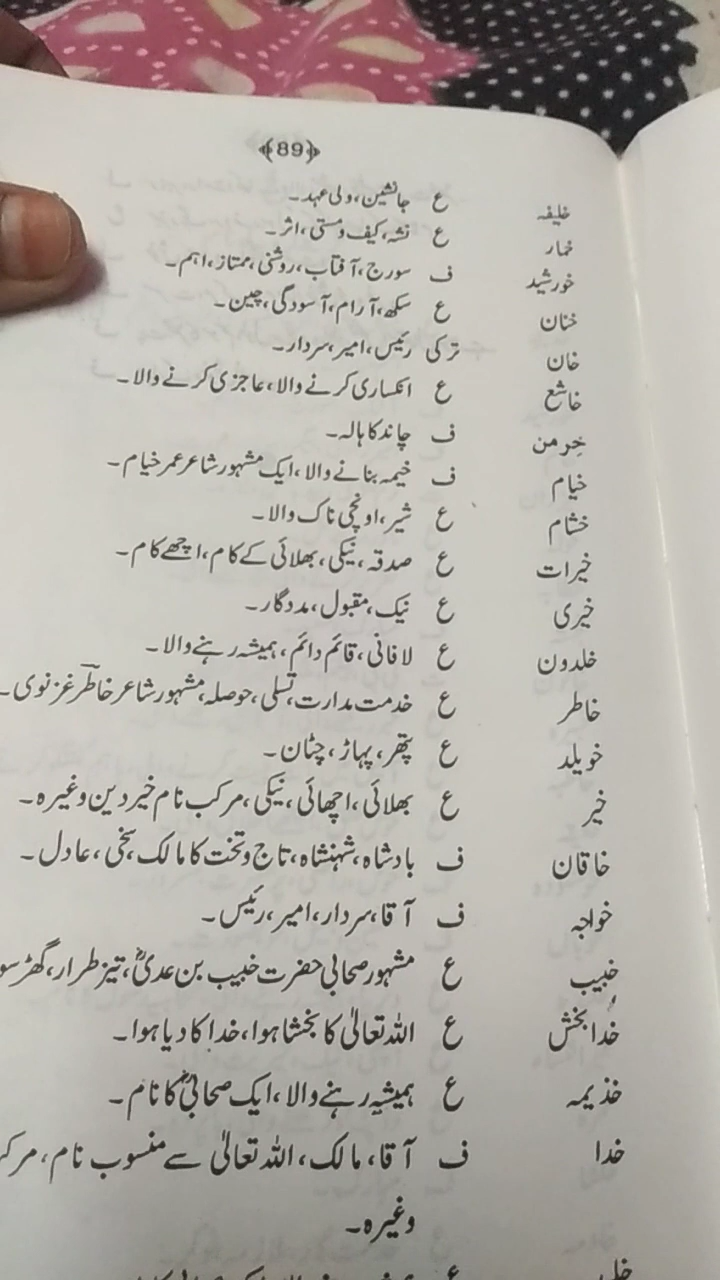 ﴿89﴾
خلیفہ ع جانشین، ولی عہد۔
خمار ع نشہ، کیف و مستی، اثر۔
خورشید ف سورج، آفتاب، روشنی، ممتاز، اہم۔
خنان ع سکھ، آرام، آسودگی، چین۔
خان ترکی رئیس، امیر، سردار۔
خاشع ع انکساری کرنے والا، عاجزی کرنے والا۔
خِرمن ف چاند کا ہالہ۔
خیام ف خیمہ بنانے والا، ایک مشہور شاعر عمر خیام۔
خشام ع شیر، اونچی ناک والا۔
خیرات ع صدقہ، نیکی، بھلائی کے کام، اچھے کام۔
خیری ع نیک، مقبول، مددگار۔
خلدون ع لافانی، قائم دائم، ہمیشہ رہنے والا۔
خاطر ع خدمت مدارت، تسلی، حوصلہ، مشہور شاعر خاطرؔ غزنوی۔
خویلد ع پتھر، پہاڑ، چٹان۔
خیر ع بھلائی، اچھائی، نیکی، مرکب نام خیر دین وغیرہ۔
خاقان ف بادشاہ، شہنشاہ، تاج و تخت کا مالک، سخی، عادل۔
خواجہ ف آقا، سردار، امیر، رئیس۔
خبیب ع مشہور صحابی حضرت خبیب بن عدیؓ، تیز طرار، گھڑ سو
خُدا بخش ع اللہ تعالیٰ کا بخشا ہوا، خدا کا دیا ہوا۔
خذیمہ ع ہمیشہ رہنے والا، ایک صحابیؓ کا نام۔
خدا ف آقا، مالک، اللہ تعالیٰ سے منسوب نام، مرک
وغیرہ۔